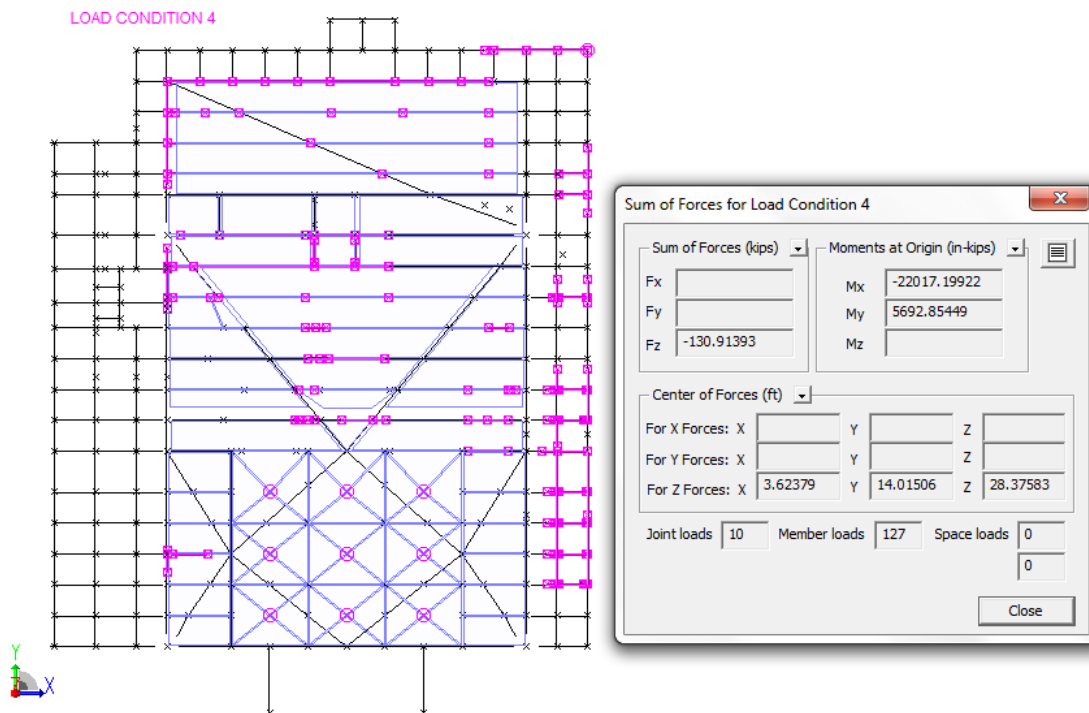 LOAD CONDITION 4
Sum of Forces for Load Condition 4
Sum of Forces (kips)
Fx
Fy
Fz -130.91393
Moments at Origin (in-kips)
Mx -22017.19922
My 5692.85449
Mz
Center of Forces (ft)
For X Forces: X Y Z
For Y Forces: X Y Z
For Z Forces: X 3.62379 Y 14.01506 Z 28.37583
Joint loads 10 Member loads 127 Space loads 0
0
Close
Y
X